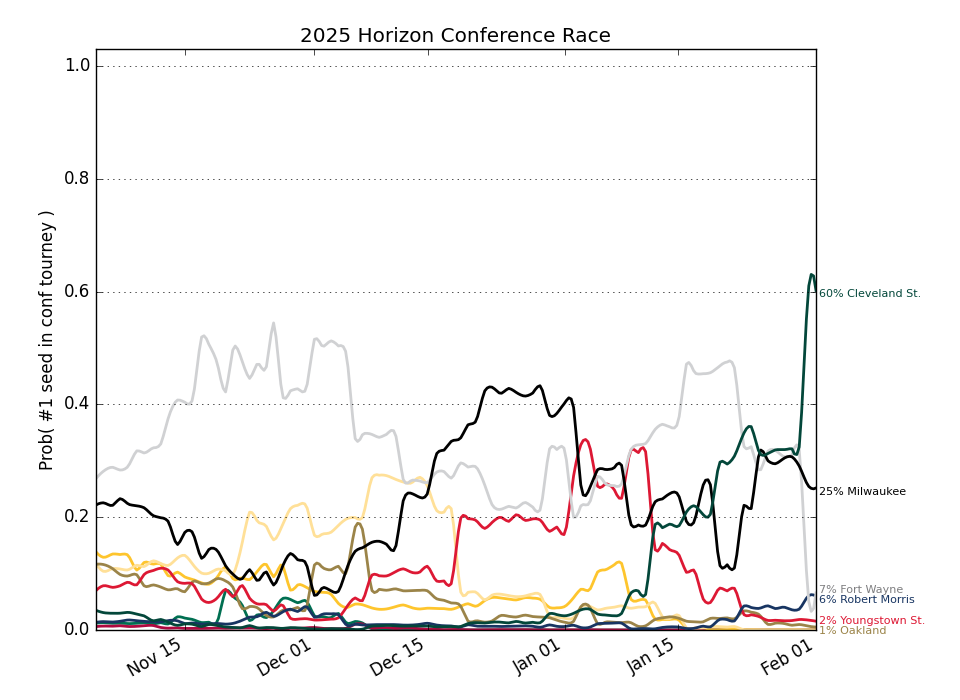 2025 Horizon Conference Race
Prob( #1 seed in conf tourney )
1.0
0.8
0.6
0.4
0.2
0.0
Nov 15
Dec 01
Dec 15
Jan 01
Jan 15
Feb 01
60% Cleveland St.
25% Milwaukee
7% Fort Wayne
6% Robert Morris
2% Youngstown St.
1% Oakland